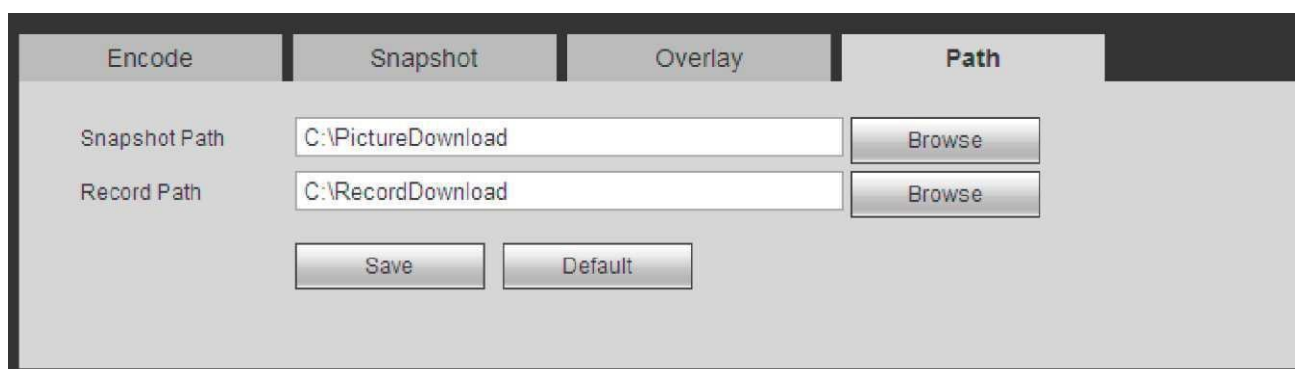 Encode Snapshot Overlay Path
Snapshot Path C:\PictureDownload Browse
Record Path C:\RecordDownload Browse
Save Default